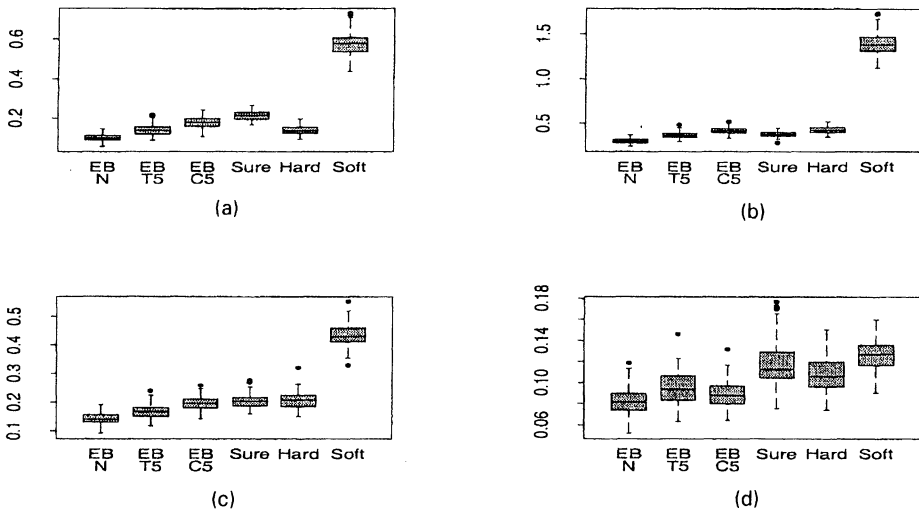 0.6
0.2
EB N EB T5 EB C5 Sure Hard Soft
(a)
1.5
1.0
0.5
EB N EB T5 EB C5 Sure Hard Soft
(b)
0.5
0.4
0.3
0.2
0.1
EB N EB T5 EB C5 Sure Hard Soft
(c)
0.18
0.14
0.10
0.06
EB N EB T5 EB C5 Sure Hard Soft
(d)